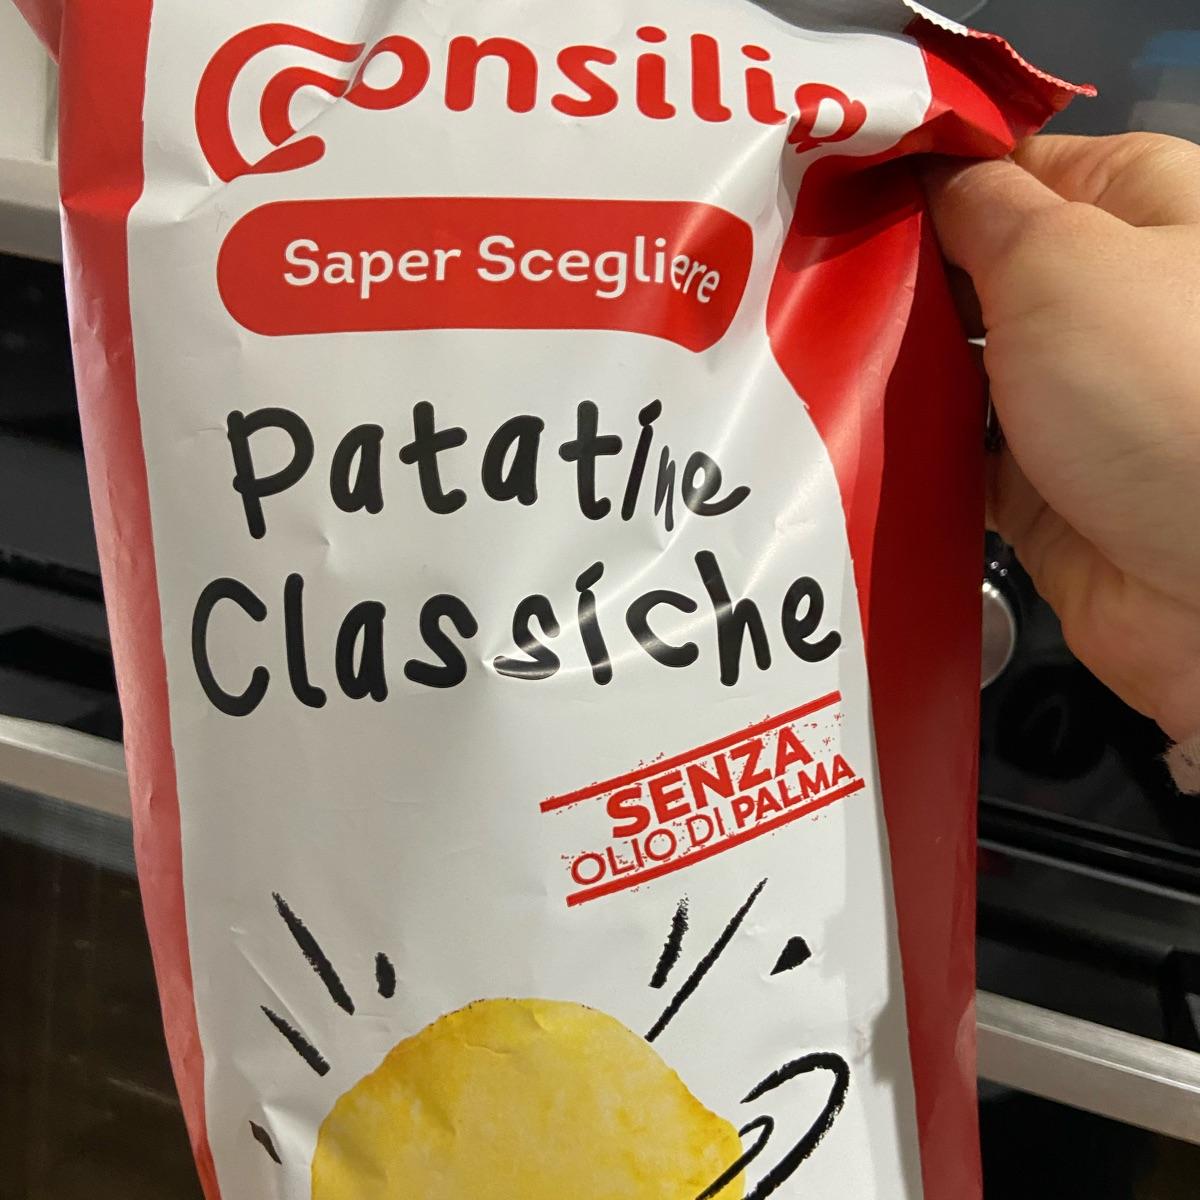 Consilia
Saper Scegliere
Patatine
Classiche
SENZA
OLIO DI PALMA